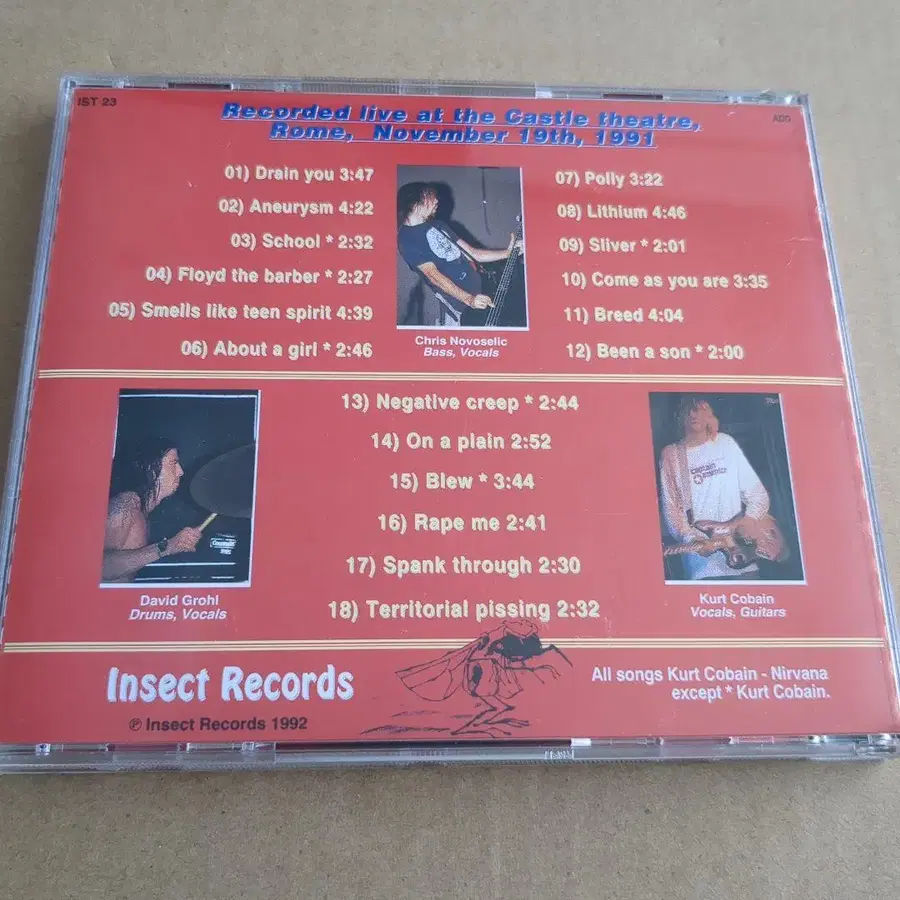 IST 23
ADD
Recorded live at the Castle theatre,
Rome, November 19th, 1991
01) Drain you 3:47
02) Aneurysm 4:22
03) School * 2:32
04) Floyd the barber * 2:27
05) Smells like teen spirit 4:39
06) About a girl * 2:46
Chris Novoselic
Bass, Vocals
07) Polly 3:22
08) Lithium 4:46
09) Sliver * 2:01
10) Come as you are 3:35
11) Breed 4:04
12) Been a son * 2:00
13) Negative creep * 2:44
14) On a plain 2:52
15) Blew * 3:44
16) Rape me 2:41
17) Spank through 2:30
18) Territorial pissing 2:32
David Grohl
Drums, Vocals
captain
america
Kurt Cobain
Vocals, Guitars
Insect Records
℗ Insect Records 1992
All songs Kurt Cobain - Nirvana
except * Kurt Cobain.